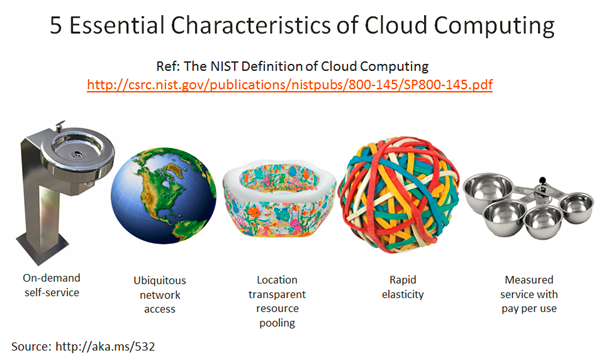 5 Essential Characteristics of Cloud Computing
Ref: The NIST Definition of Cloud Computing
http://csrc.nist.gov/publications/nistpubs/800-145/SP800-145.pdf
On-demand
self-service
Ubiquitous
network
access
Location
transparent
resource
pooling
Rapid
elasticity
Measured
service with
pay per use
Source: http://aka.ms/532